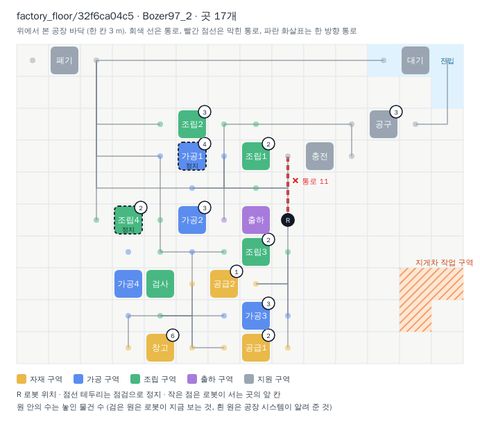 factory_floor/32f6ca04c5 · Bozer97_2 · 곳 17개
위에서 본 공장 바닥 (한 칸 3 m). 회색 선은 통로, 빨간 점선은 막힌 통로, 파란 화살표는 한 방향 통로
폐기
대기
진입
3
조립2
3
공구
4
가공1
정지
2
조립1
충전
✕ 통로 11
2
조립4
정지
3
가공2
출하
R
2
조립3
지게차 작업 구역
가공4
검사
1
공급2
3
가공3
6
창고
2
공급1
자재 구역
가공 구역
조립 구역
출하 구역
지원 구역
R 로봇 위치 · 점선 테두리는 점검으로 정지 · 작은 점은 로봇이 서는 곳의 앞 칸
원 안의 수는 놓인 물건 수 (검은 원은 로봇이 지금 보는 것, 흰 원은 공장 시스템이 알려 준 것)